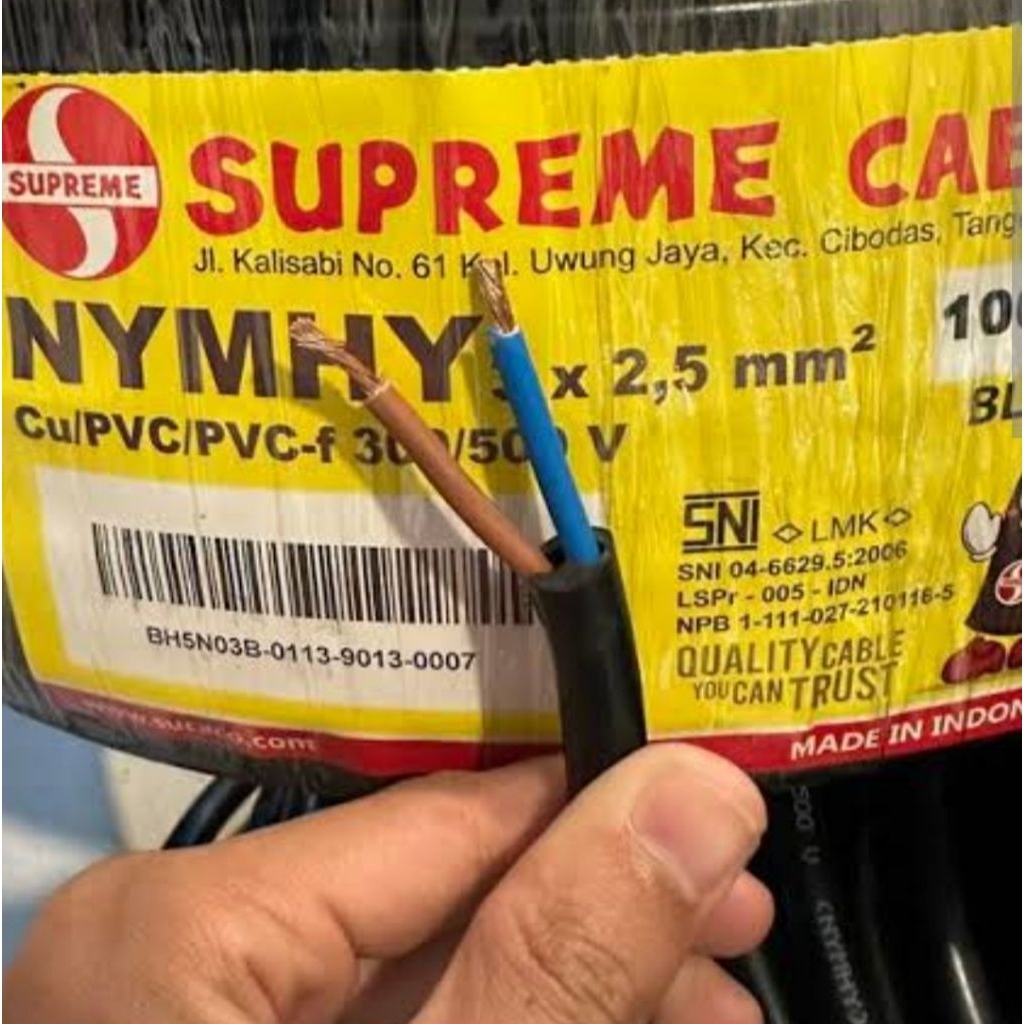 SUPREME
SUPREME CAB
Jl. Kalisabi No. 61 Uwung Jaya, Kec. Cibodas, Tang
NYMHY x 2,5 mm²
100
Cu/PVC/PVC-f 300/500 V
BL
SNI LMK
SNI 04-6629.5:2006
LSPr - 005 - IDN
NPB 1-111-027-210116-5
BH5N03B-0113-9013-0007
QUALITY CABLE
YOU CAN TRUST
www.sucaco.com
MADE IN INDON